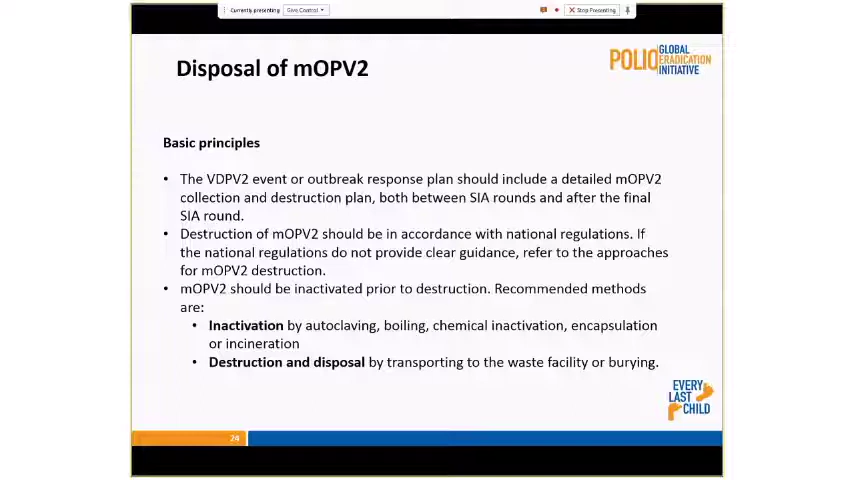 Currently presenting Give Control Stop Presenting
Disposal of mOPV2
POLIO GLOBAL
ERADICATION
INITIATIVE
Basic principles
• The VDPV2 event or outbreak response plan should include a detailed mOPV2
collection and destruction plan, both between SIA rounds and after the final
SIA round.
• Destruction of mOPV2 should be in accordance with national regulations. If
the national regulations do not provide clear guidance, refer to the approaches
for mOPV2 destruction.
• mOPV2 should be inactivated prior to destruction. Recommended methods
are:
• Inactivation by autoclaving, boiling, chemical inactivation, encapsulation
or incineration
• Destruction and disposal by transporting to the waste facility or burying.
EVERY
LAST
CHILD
24